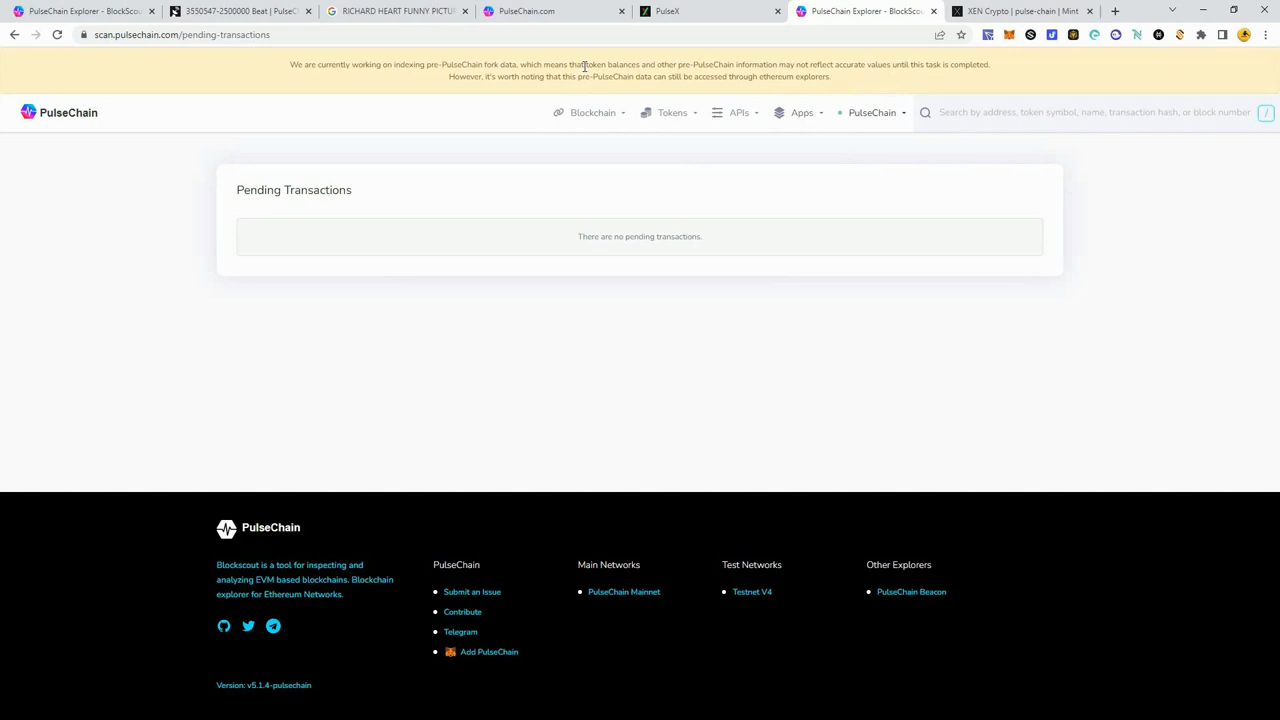 PulseChain Explorer - BlockScou
3550547-2500000 Beat | PulseC
RICHARD HEART FUNNY PICTUR
PulseChain.com
PulseX
PulseChain Explorer - BlockSco
XEN Crypto | pulse-chain | Mint
scan.pulsechain.com/pending-transactions
We are currently working on indexing pre-PulseChain fork data, which means that token balances and other pre-PulseChain information may not reflect accurate values until this task is completed.
However, it's worth noting that this pre-PulseChain data can still be accessed through ethereum explorers.
PulseChain
Blockchain
Tokens
APIs
Apps
PulseChain
Search by address, token symbol, name, transaction hash, or block number
/
Pending Transactions
There are no pending transactions.
PulseChain
Blockscout is a tool for inspecting and
analyzing EVM based blockchains. Blockchain
explorer for Ethereum Networks.
Version: v5.1.4-pulsechain
PulseChain
Submit an Issue
Contribute
Telegram
Add PulseChain
Main Networks
PulseChain Mainnet
Test Networks
Testnet V4
Other Explorers
PulseChain Beacon